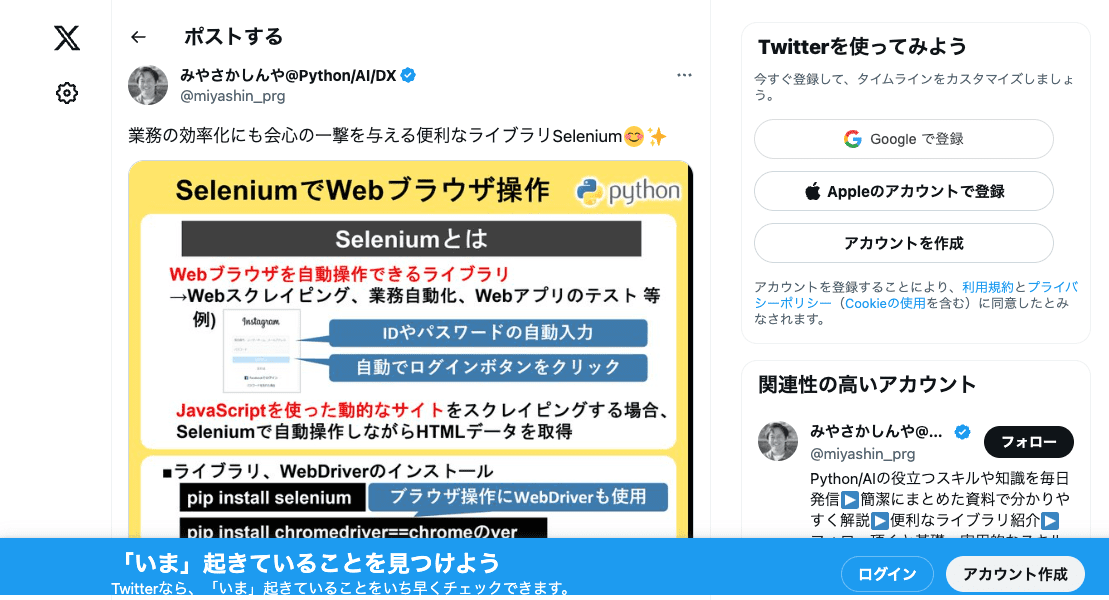 ポストする
みやさかしんや@Python/AI/DX
@miyashin_prg
業務の効率化にも会心の一撃を与える便利なライブラリSelenium😊✨
SeleniumでWebブラウザ操作
python
Seleniumとは
Webブラウザを自動操作できるライブラリ
→Webスクレイピング、業務自動化、Webアプリのテスト 等
例)
Instagram
IDやパスワードの自動入力
自動でログインボタンをクリック
JavaScriptを使った動的なサイトをスクレイピングする場合、
Seleniumで自動操作しながらHTMLデータを取得
■ライブラリ、WebDriverのインストール
pip install selenium
ブラウザ操作にWebDriverも使用
pip install chromedriver==chromeのver
Twitterを使ってみよう
今すぐ登録して、タイムラインをカスタマイズしましょ
う。
Google で登録
Appleのアカウントで登録
アカウントを作成
アカウントを登録することにより、利用規約とプライバ
シーポリシー（Cookieの使用を含む）に同意したとみ
なされます。
関連性の高いアカウント
みやさかしんや@...
@miyashin_prg
フォロー
Python/AIの役立つスキルや知識を毎日
発信▶簡潔にまとめた資料で分かりや
すく解説▶便利なライブラリ紹介▶
「いま」起きていることを見つけよう
Twitterなら、「いま」起きていることをいち早くチェックできます。
ログイン
アカウント作成